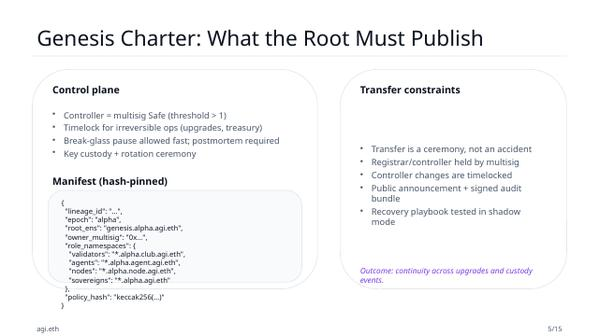 Genesis Charter: What the Root Must Publish
Control plane
• Controller = multisig Safe (threshold > 1)
• Timelock for irreversible ops (upgrades, treasury)
• Break-glass pause allowed fast; postmortem required
• Key custody + rotation ceremony
Manifest (hash-pinned)
{
"lineage_id": "...",
"epoch": "alpha",
"root_ens": "genesis.alpha.agi.eth",
"owner_multisig": "0x...",
"role_namespaces": {
"validators": "*.alpha.club.agi.eth",
"agents": "*.alpha.agent.agi.eth",
"nodes": "*.alpha.node.agi.eth",
"sovereigns": "*.alpha.agi.eth"
},
"policy_hash": "keccak256(...)"
}
Transfer constraints
• Transfer is a ceremony, not an accident
• Registrar/controller held by multisig
• Controller changes are timelocked
• Public announcement + signed audit
bundle
• Recovery playbook tested in shadow
mode
Outcome: continuity across upgrades and custody
events.
agi.eth
5/15